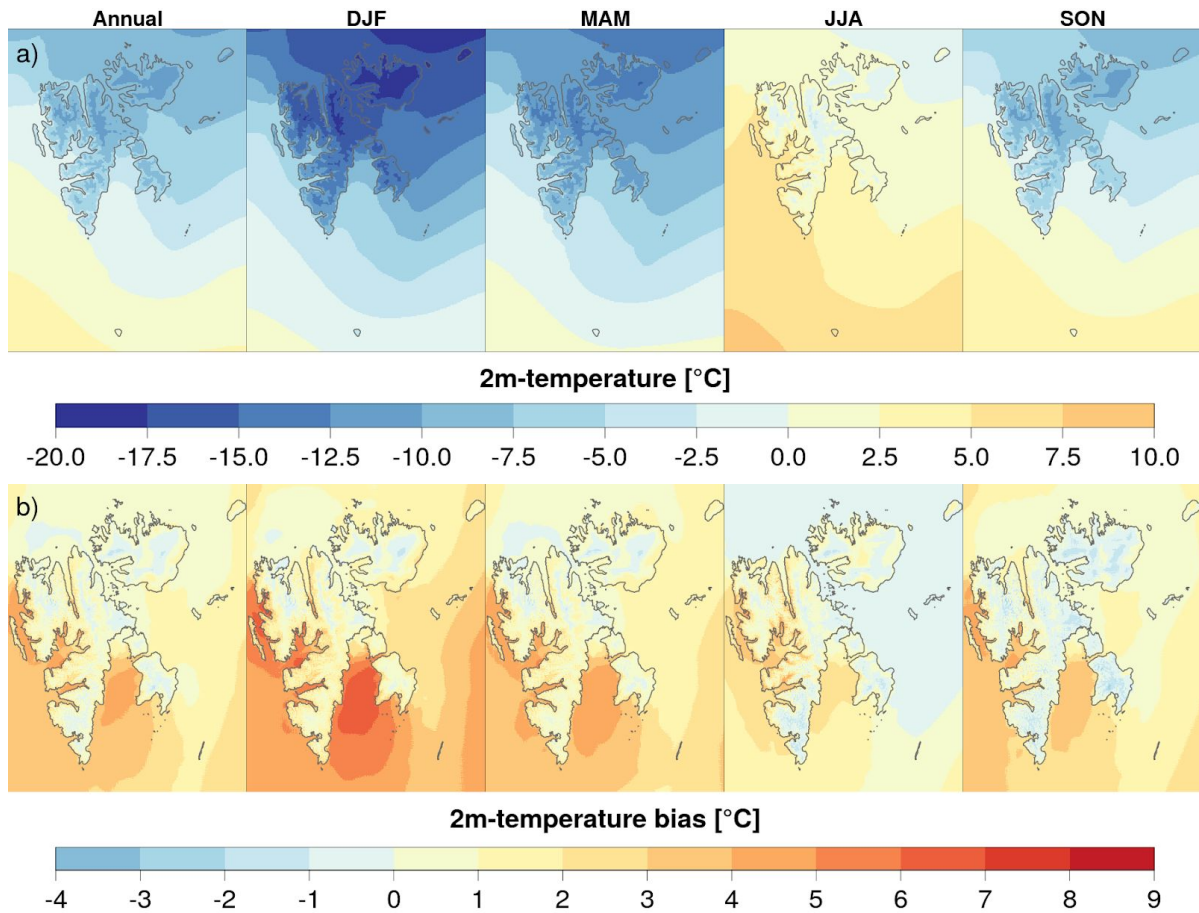 Annual DJF MAM JJA SON
a)
2m-temperature [°C]
-20.0 -17.5 -15.0 -12.5 -10.0 -7.5 -5.0 -2.5 0.0 2.5 5.0 7.5 10.0
b)
2m-temperature bias [°C]
-4 -3 -2 -1 0 1 2 3 4 5 6 7 8 9